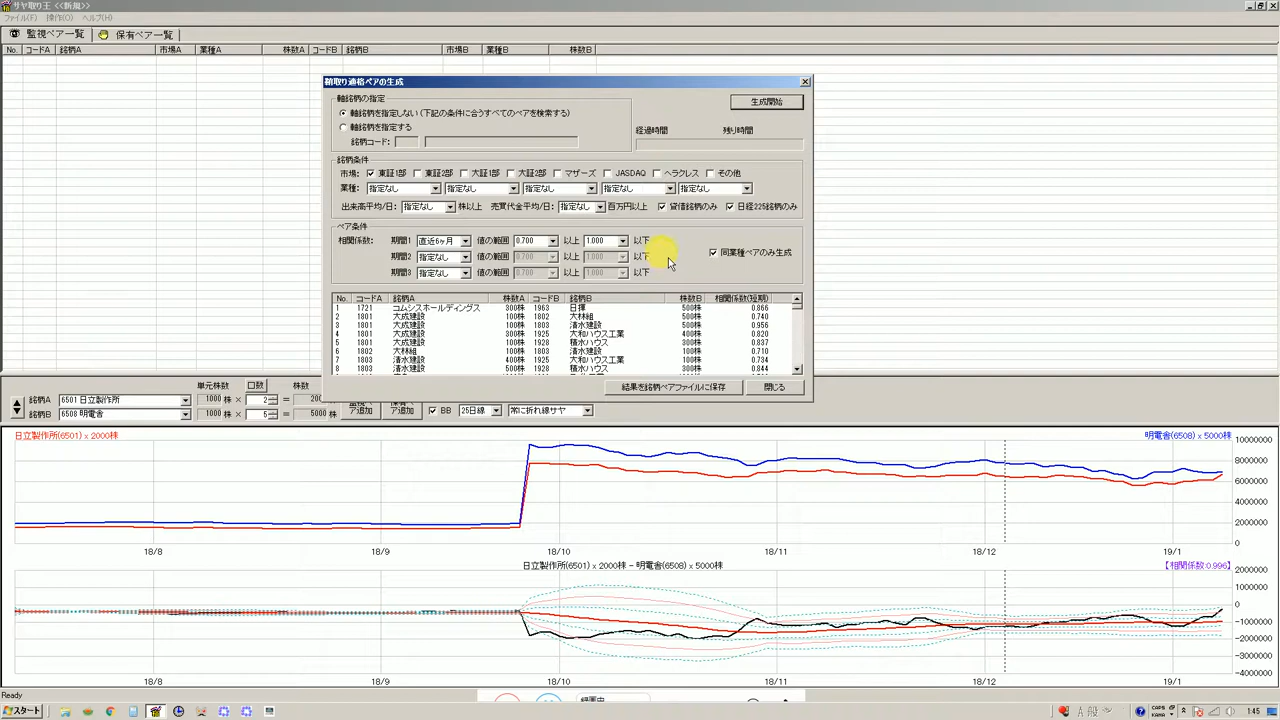 サヤ取り王 <<新規>>
ファイル(F) 操作(O) ヘルプ(H)
監視ペア一覧 保有ペア一覧
No. コードA 銘柄A 市場A 業種A 株数A コードB 銘柄B 市場B 業種B 株数B
鞘取り適格ペアの生成
軸銘柄の指定
生成開始
軸銘柄を指定しない(下記の条件に合うすべてのペアを検索する)
軸銘柄を指定する
経過時間 残り時間
銘柄コード:
銘柄条件
市場: 東証1部 東証2部 大証1部 大証2部 マザーズ JASDAQ ヘラクレス その他
業種: 指定なし 指定なし 指定なし 指定なし 指定なし
出来高平均/日: 指定なし 株以上 売買代金平均/日: 指定なし 百万円以上 貸借銘柄のみ 日経225銘柄のみ
ペア条件
相関係数: 期間1 直近6ヶ月 値の範囲 0.700 以上 1.000 以下
期間2 指定なし 値の範囲 0.700 以上 1.000 以下
同業種ペアのみ生成
期間3 指定なし 値の範囲 0.700 以上 1.000 以下
No. コードA 銘柄A 株数A コードB 銘柄B 株数B 相関係数(短期)
1 1721 コムシスホールディングス 300株 1963 日揮 500株 0.866
2 1801 大成建設 100株 1802 大林組 500株 0.740
3 1801 大成建設 100株 1803 清水建設 500株 0.956
4 1801 大成建設 300株 1925 大和ハウス工業 400株 0.820
5 1801 大成建設 100株 1928 積水ハウス 300株 0.837
6 1802 大林組 100株 1803 清水建設 100株 0.710
7 1803 清水建設 400株 1925 大和ハウス工業 100株 0.734
8 1803 清水建設 500株 1928 積水ハウス 300株 0.844
結果を銘柄ペアファイルに保存 閉じる
単元株数 口数 株数
銘柄A 6501 日立製作所 1000株 × 2 =
銘柄B 6508 明電舎 1000株 × 5 = 5000株 ペア追加 ペア追加 BB 25日線 常に折れ線サヤ
日立製作所(6501) x 2000株 明電舎(6508) x 5000株
10000000
8000000
6000000
4000000
2000000
0
18/8 18/9 18/10 18/11 18/12 19/1
日立製作所(6501) x 2000株 - 明電舎(6508) x 5000株 【相関係数:0.996】
2000000
1000000
0
-1000000
-2000000
-3000000
-4000000
18/8 18/9 18/10 18/11 18/12 19/1
Ready
スタート
CAPS
KANA
1:45